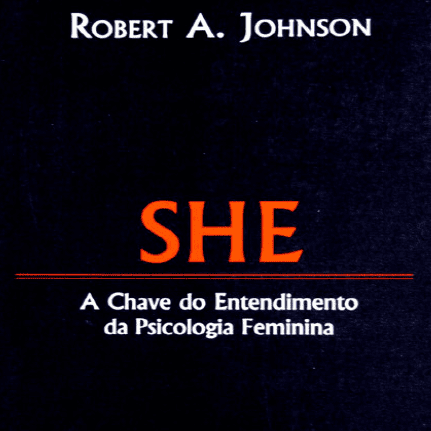 ROBERT A. JOHNSON
SHE
A Chave do Entendimento
da Psicologia Feminina